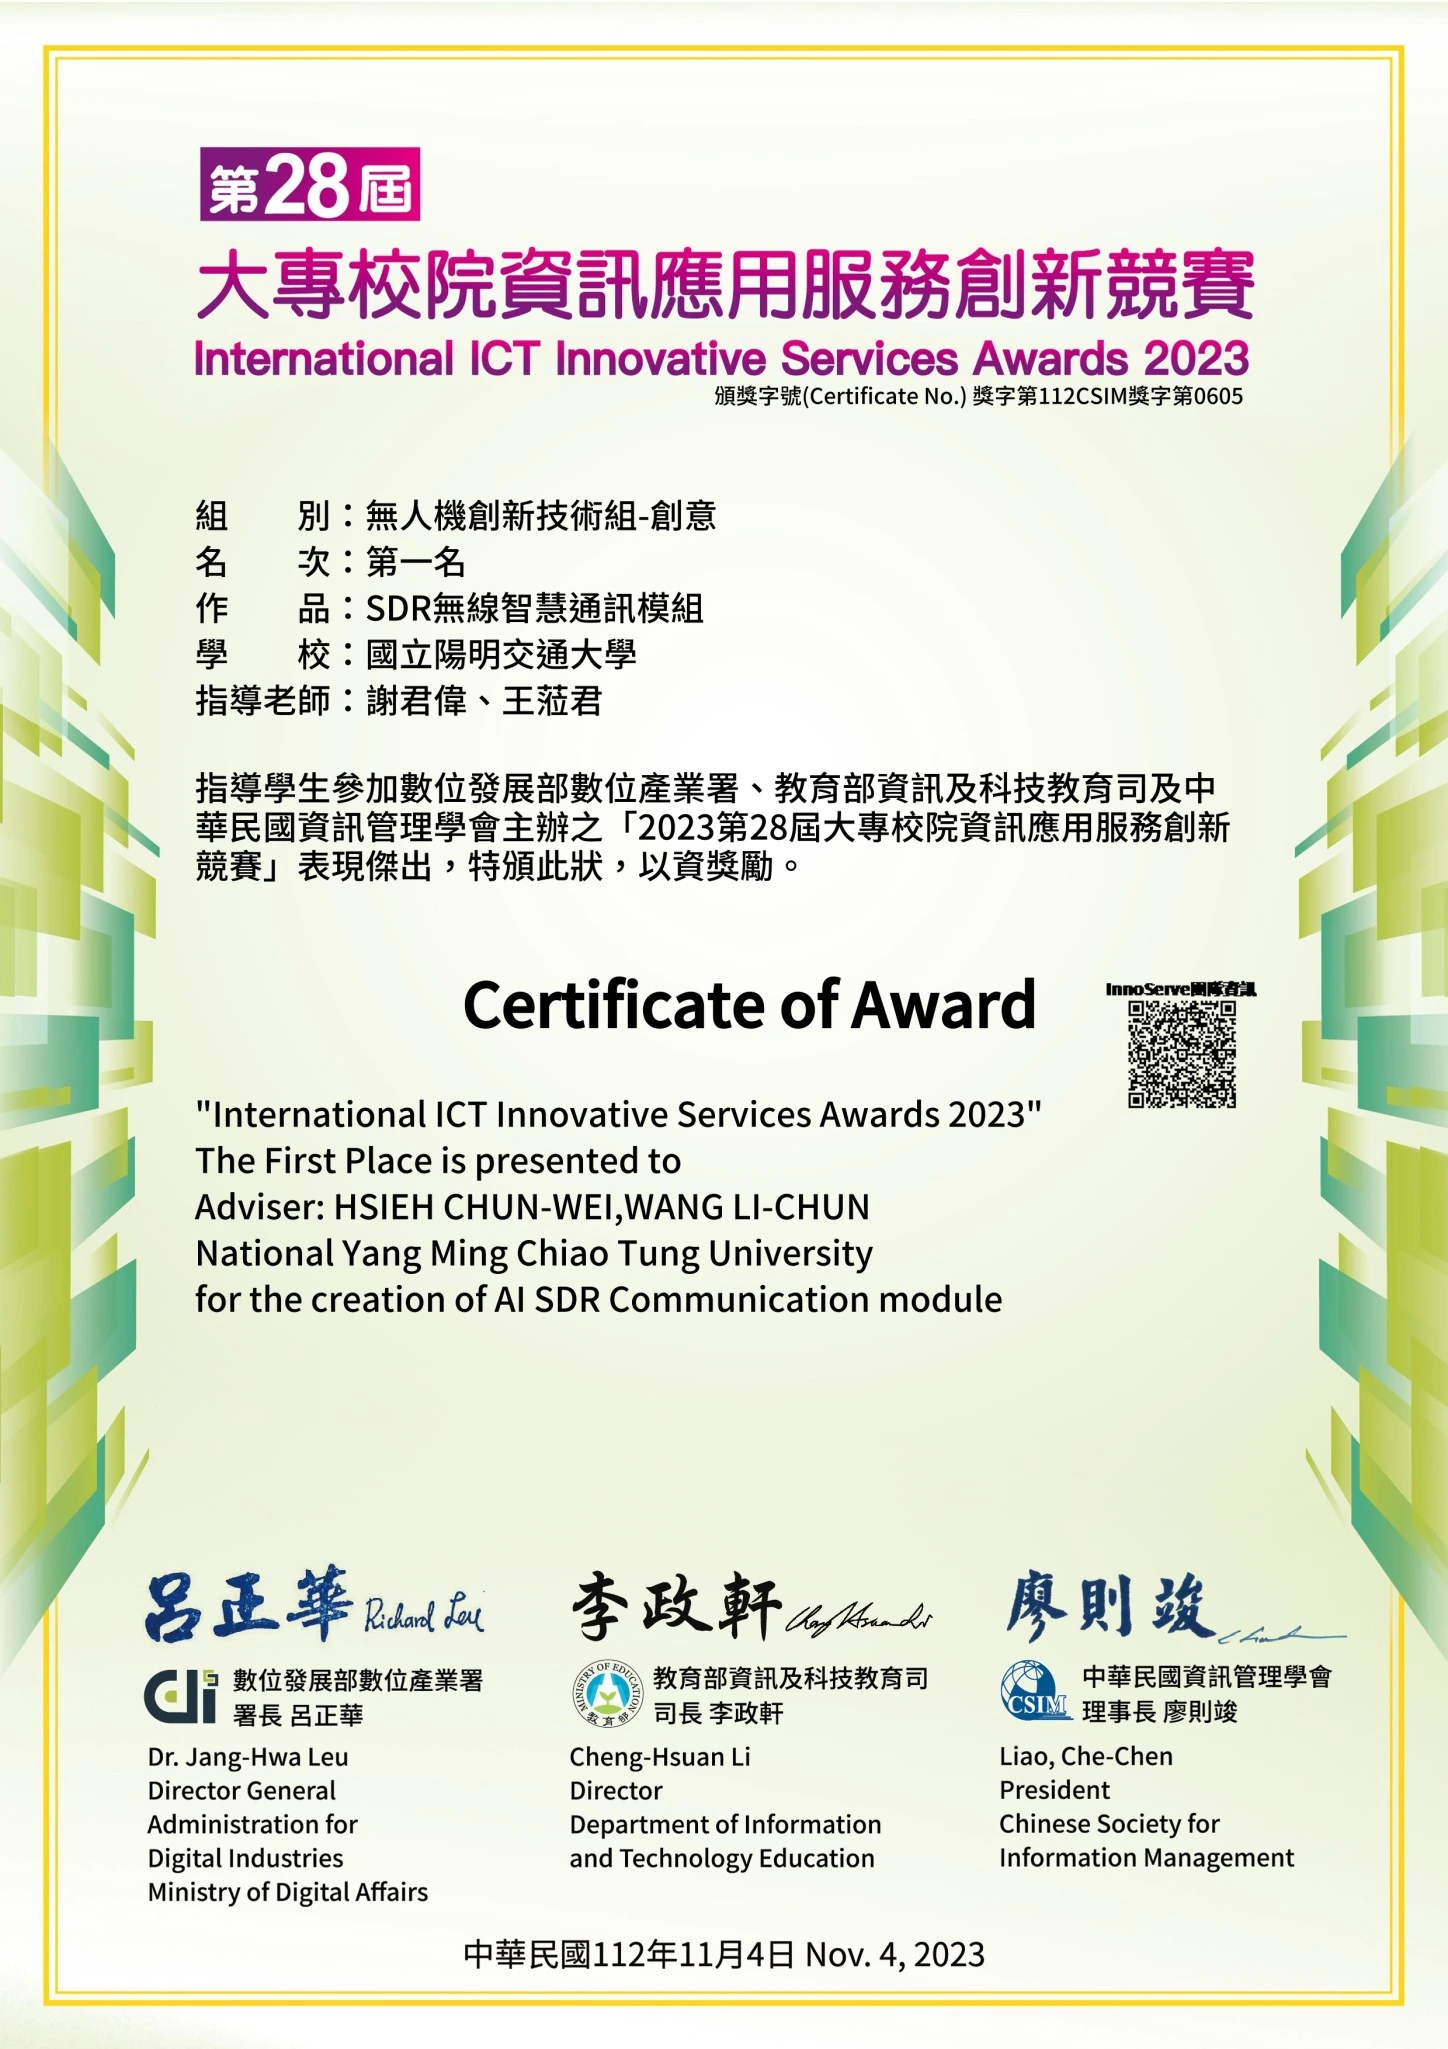 第28屆
大專校院資訊應用服務創新競賽
International ICT Innovative Services Awards 2023
頒獎字號(Certificate No.) 獎字第112CSIM獎字第0605
組 別：無人機創新技術組-創意
名 次：第一名
作 品：SDR無線智慧通訊模組
學 校：國立陽明交通大學
指導老師：謝君偉、王蒞君
指導學生參加數位發展部數位產業署、教育部資訊及科技教育司及中
華民國資訊管理學會主辦之「2023第28屆大專校院資訊應用服務創新
競賽」表現傑出，特頒此狀，以資獎勵。
Certificate of Award
InnoServe團隊資訊
"International ICT Innovative Services Awards 2023"
The First Place is presented to
Adviser: HSIEH CHUN-WEI,WANG LI-CHUN
National Yang Ming Chiao Tung University
for the creation of AI SDR Communication module
呂正華 Richard Leu
數位發展部數位產業署
署長 呂正華
Dr. Jang-Hwa Leu
Director General
Administration for
Digital Industries
Ministry of Digital Affairs
李政軒
MINISTRY OF EDUCATION
教育部
教育部資訊及科技教育司
司長 李政軒
Cheng-Hsuan Li
Director
Department of Information
and Technology Education
廖則竣
CSIM
中華民國資訊管理學會
理事長 廖則竣
Liao, Che-Chen
President
Chinese Society for
Information Management
中華民國112年11月4日 Nov. 4, 2023